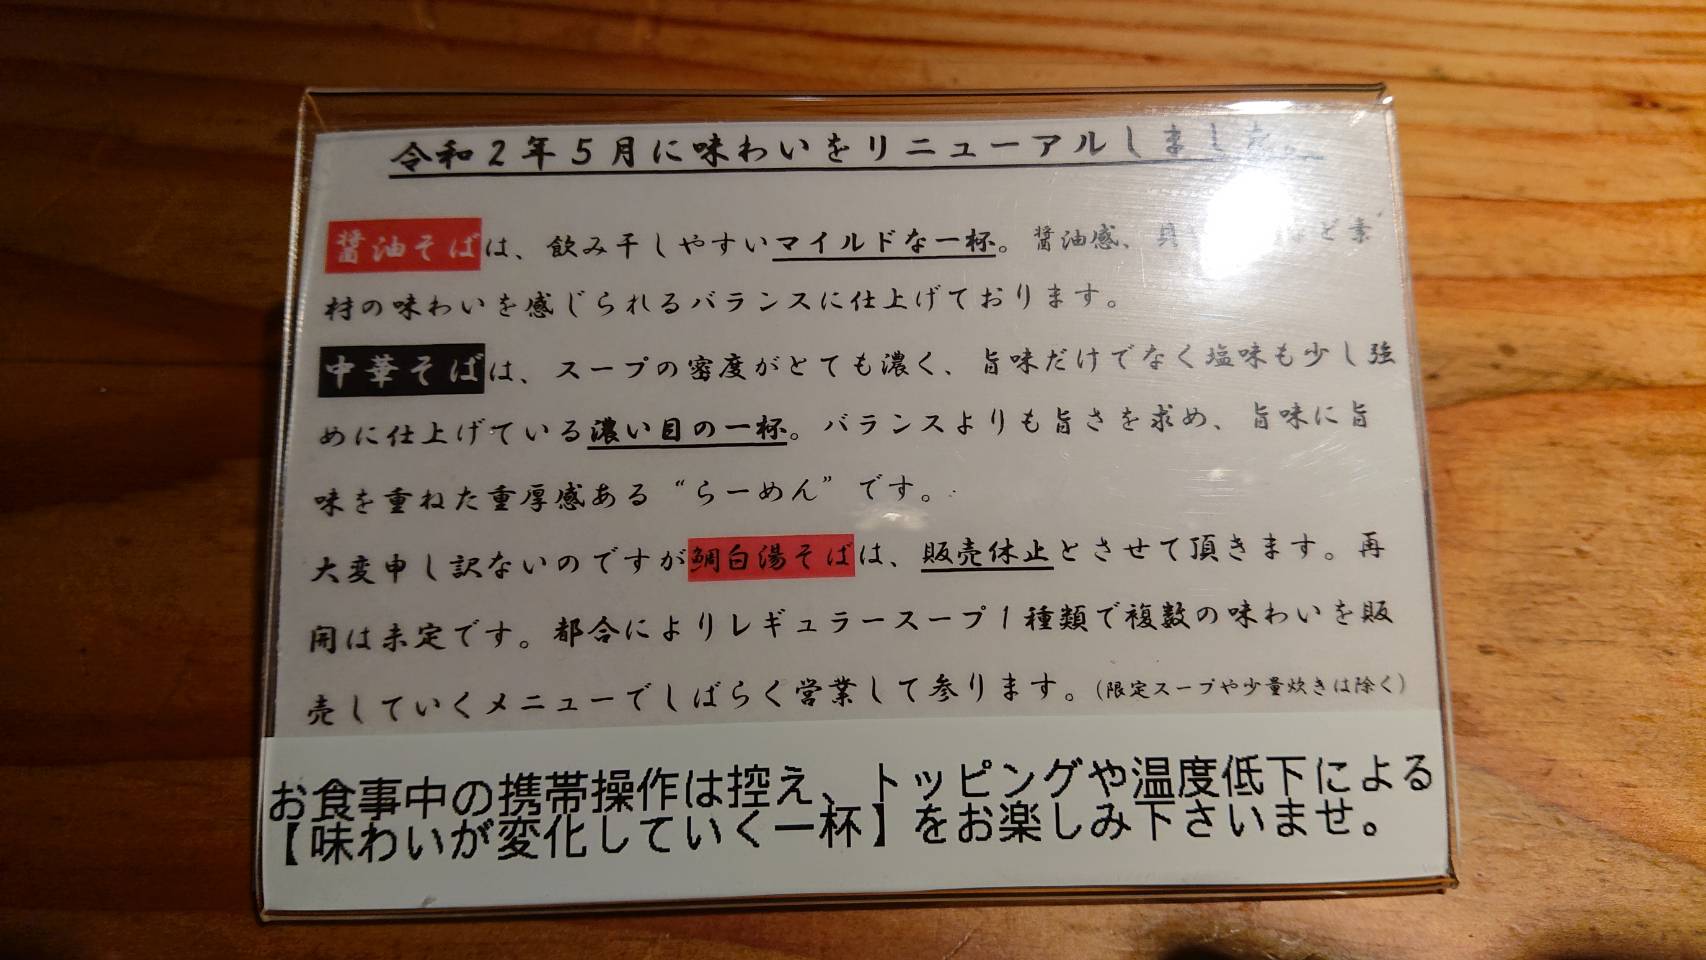 令和2年5月に味わいをリニューアルしました。
醤油そばは、飲み干しやすいマイルドな一杯。醤油感、など素
材の味わいを感じられるバランスに仕上げております。
中華そばは、スープの密度がとても濃く、旨味だけでなく塩味も少し強
めに仕上げている濃い目の一杯。バランスよりも旨さを求め、旨味に旨
味を重ねた重厚感ある“らーめん”です。
大変申し訳ないのですが鯛白湯そばは、販売休止とさせて頂きます。再
開は未定です。都合によりレギュラースープ1種類で複数の味わいを販
売していくメニューでしばらく営業して参ります。(限定スープや少量炊きは除く)
お食事中の携帯操作は控え、トッピングや温度低下による
【味わいが変化していく一杯】をお楽しみ下さいませ。